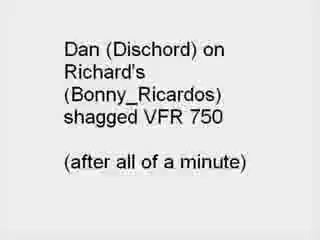 Dan (Dischord) on
Richard's
(Bonny_Ricardos)
shagged VFR 750
(after all of a minute)